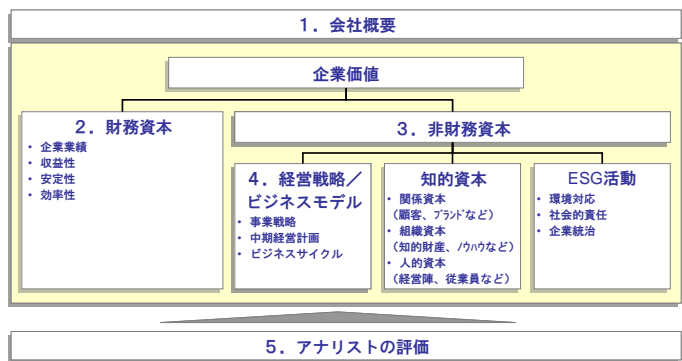 1．会社概要
企業価値
2．財務資本
・ 企業業績
・ 収益性
・ 安定性
・ 効率性
3．非財務資本
4．経営戦略／
ビジネスモデル
・ 事業戦略
・ 中期経営計画
・ ビジネスサイクル
知的資本
・ 関係資本
（顧客、ﾌﾞﾗﾝﾄﾞなど）
・ 組織資本
（知的財産、ﾉｳﾊｳなど）
・ 人的資本
（経営陣、従業員など）
ESG活動
・ 環境対応
・ 社会的責任
・ 企業統治
5．アナリストの評価